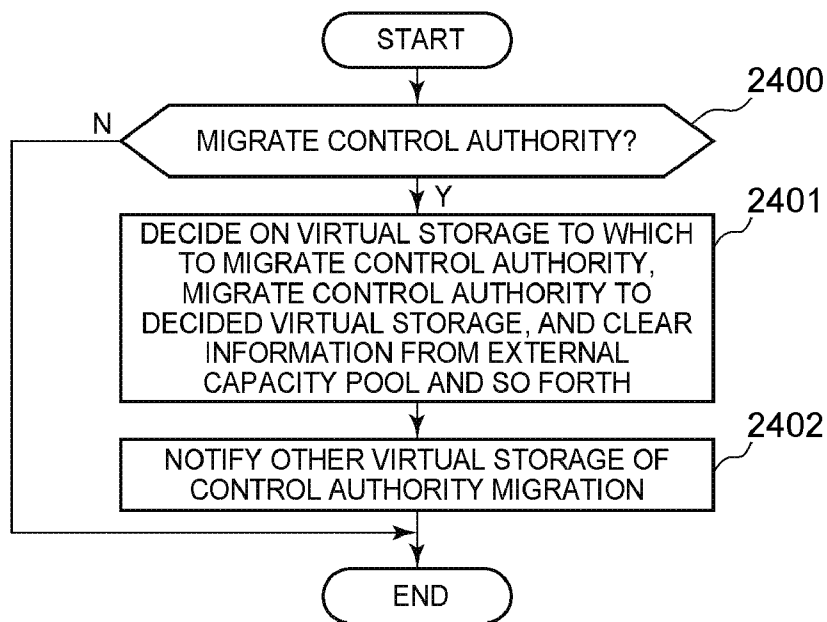 START
2400
N
MIGRATE CONTROL AUTHORITY?
Y
2401
DECIDE ON VIRTUAL STORAGE TO WHICH
TO MIGRATE CONTROL AUTHORITY,
MIGRATE CONTROL AUTHORITY TO
DECIDED VIRTUAL STORAGE, AND CLEAR
INFORMATION FROM EXTERNAL
CAPACITY POOL AND SO FORTH
2402
NOTIFY OTHER VIRTUAL STORAGE OF
CONTROL AUTHORITY MIGRATION
END